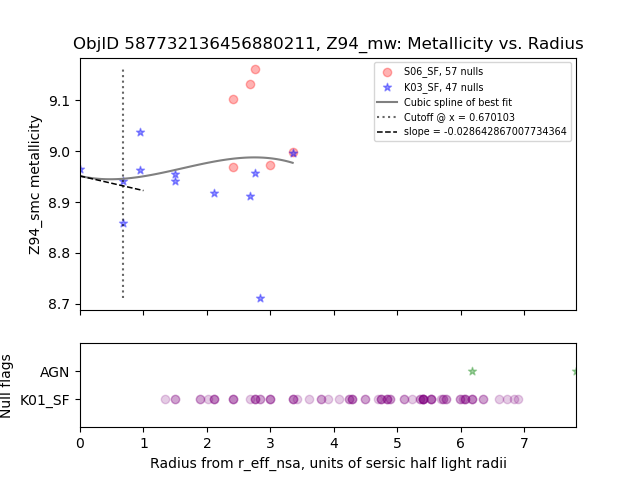 ObjID 587732136456880211, Z94_mw: Metallicity vs. Radius
S06_SF, 57 nulls
K03_SF, 47 nulls
Cubic spline of best fit
Cutoff @ x = 0.670103
slope = -0.028642867007734364
Z94_smc metallicity
9.1
9.0
8.9
8.8
8.7
Null flags
AGN
K01_SF
0 1 2 3 4 5 6 7
Radius from r_eff_nsa, units of sersic half light radii